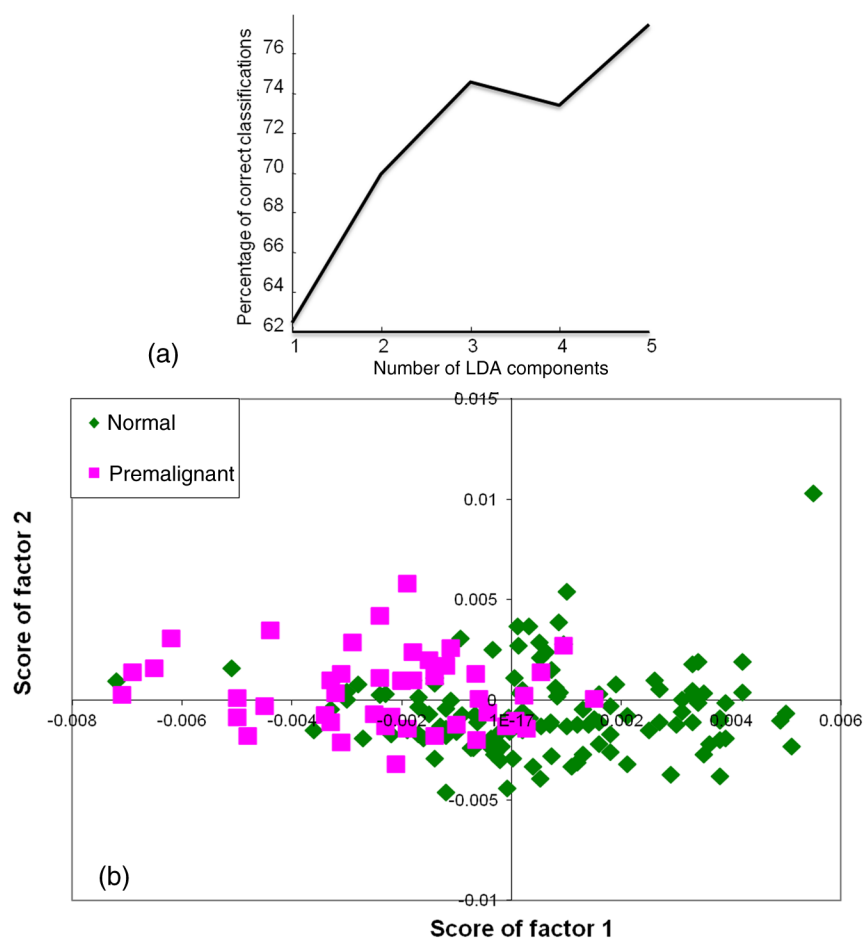 76
74
72
70
68
66
64
62
Percentage of correct classifications
1 2 3 4 5
Number of LDA components
(a)
Normal
Premalignant
0.015
0.01
0.005
0
-0.005
-0.01
-0.008 -0.006 -0.004 -0.002 1E-17 0.002 0.004 0.006
Score of factor 2
(b)
Score of factor 1